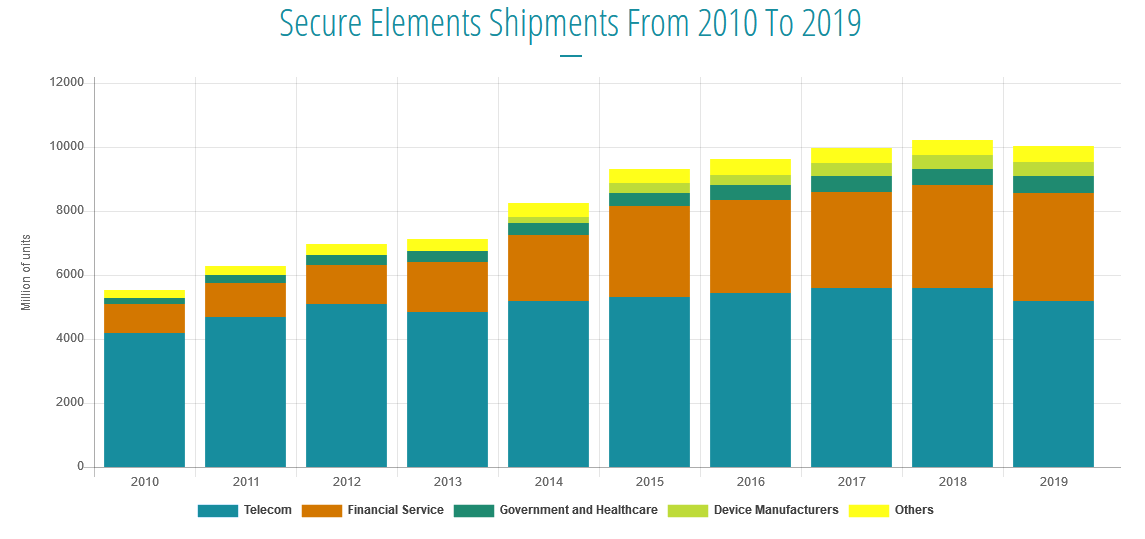 Secure Elements Shipments From 2010 To 2019
Million of units
12000
10000
8000
6000
4000
2000
0
2010 2011 2012 2013 2014 2015 2016 2017 2018 2019
Telecom Financial Service Government and Healthcare Device Manufacturers Others